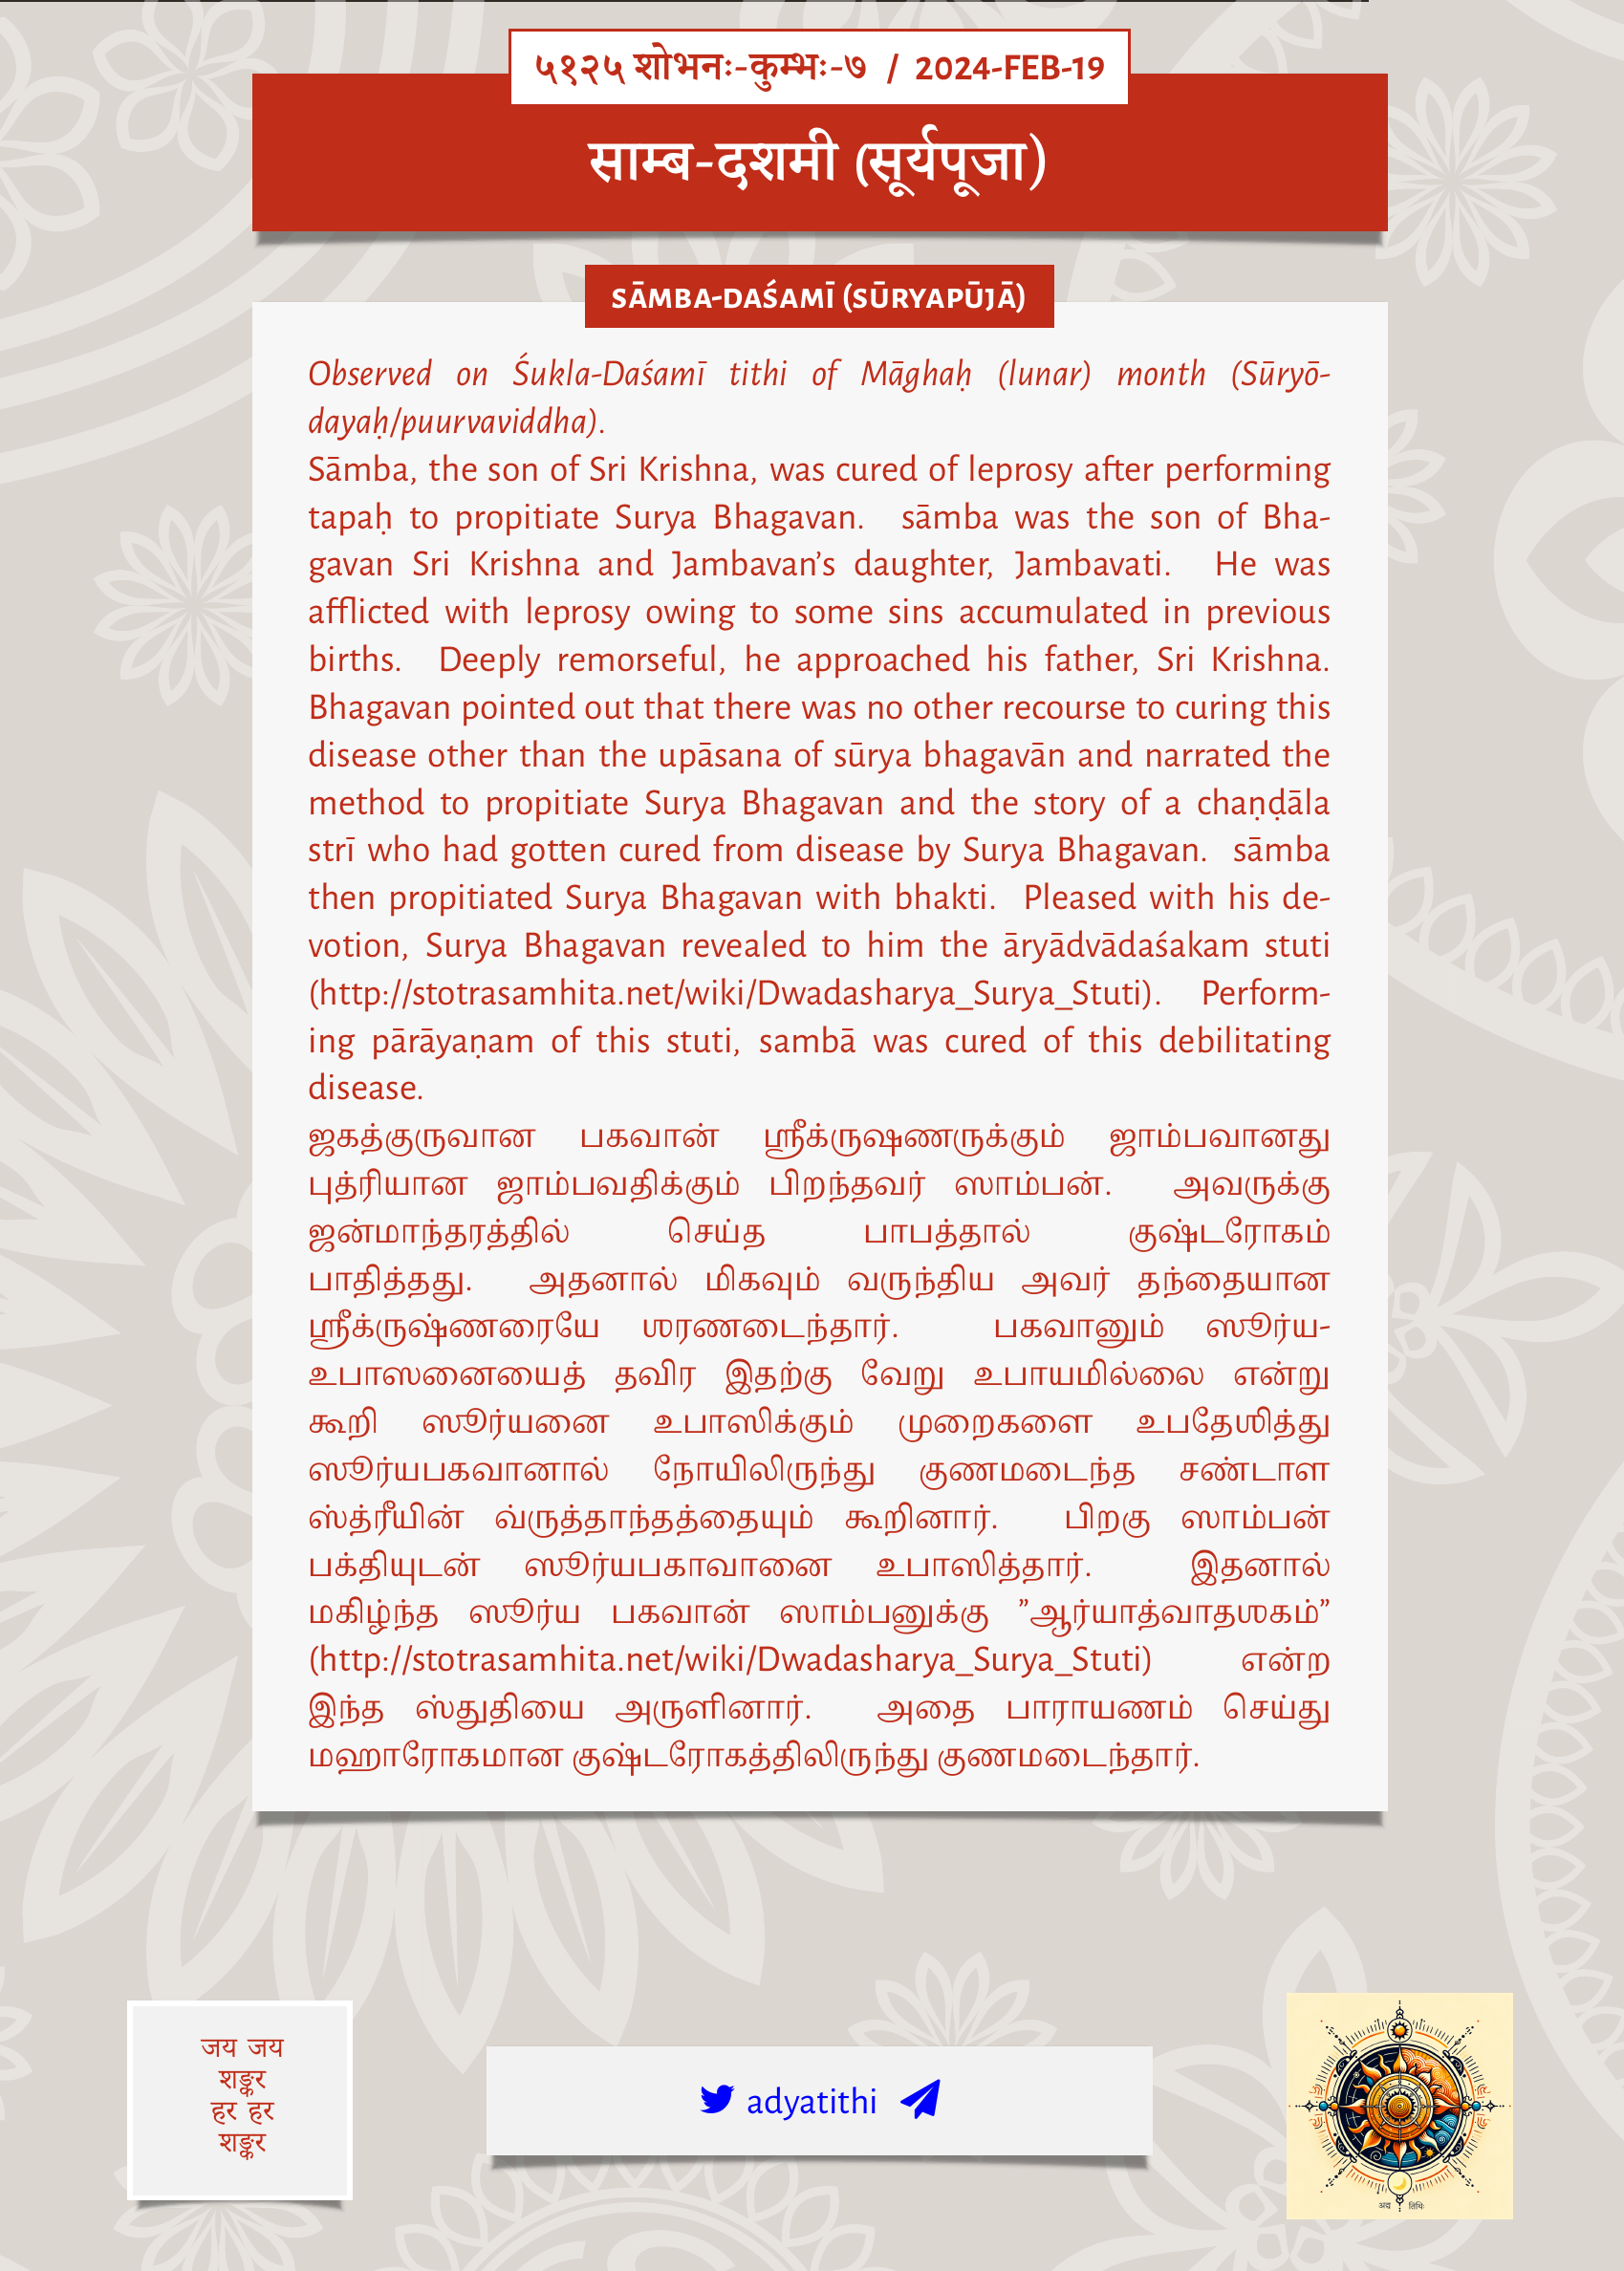 ५१२५ शोभनः-कुम्भः-७ / 2024-FEB-19
साम्ब-दशमी (सूर्यपूजा)
SĀMBA-DAŚAMĪ (SŪRYAPŪJĀ)
Observed on Śukla-Daśamī tithi of Māghaḥ (lunar) month (Sūryō-
dayaḥ/puurvaviddha).
Sāmba, the son of Sri Krishna, was cured of leprosy after performing
tapaḥ to propitiate Surya Bhagavan. sāmba was the son of Bha-
gavan Sri Krishna and Jambavan’s daughter, Jambavati. He was
afflicted with leprosy owing to some sins accumulated in previous
births. Deeply remorseful, he approached his father, Sri Krishna.
Bhagavan pointed out that there was no other recourse to curing this
disease other than the upāsana of sūrya bhagavān and narrated the
method to propitiate Surya Bhagavan and the story of a chaṇḍāla
strī who had gotten cured from disease by Surya Bhagavan. sāmba
then propitiated Surya Bhagavan with bhakti. Pleased with his de-
votion, Surya Bhagavan revealed to him the āryādvādaśakam stuti
(http://stotrasamhita.net/wiki/Dwadasharya_Surya_Stuti). Perform-
ing pārāyaṇam of this stuti, sambā was cured of this debilitating
disease.
ஜகத்குருவான பகவான் ஸ்ரீக்ருஷணருக்கும் ஜாம்பவானது
புத்ரியான ஜாம்பவதிக்கும் பிறந்தவர் ஸாம்பன். அவருக்கு
ஜன்மாந்தரத்தில் செய்த பாபத்தால் குஷ்டரோகம்
பாதித்தது. அதனால் மிகவும் வருந்திய அவர் தந்தையான
ஸ்ரீக்ருஷ்ணரையே ஶரணடைந்தார். பகவானும் ஸூர்ய-
உபாஸனையைத் தவிர இதற்கு வேறு உபாயமில்லை என்று
கூறி ஸூர்யனை உபாஸிக்கும் முறைகளை உபதேஶித்து
ஸூர்யபகவானால் நோயிலிருந்து குணமடைந்த சண்டாள
ஸ்த்ரீயின் வ்ருத்தாந்தத்தையும் கூறினார். பிறகு ஸாம்பன்
பக்தியுடன் ஸூர்யபகாவானை உபாஸித்தார். இதனால்
மகிழ்ந்த ஸூர்ய பகவான் ஸாம்பனுக்கு ”ஆர்யாத்வாதஶகம்”
(http://stotrasamhita.net/wiki/Dwadasharya_Surya_Stuti) என்ற
இந்த ஸ்துதியை அருளினார். அதை பாராயணம் செய்து
மஹாரோகமான குஷ்டரோகத்திலிருந்து குணமடைந்தார்.
जय जय
शङ्कर
हर हर
शङ्कर
adyatithi
अद्य तिथिः